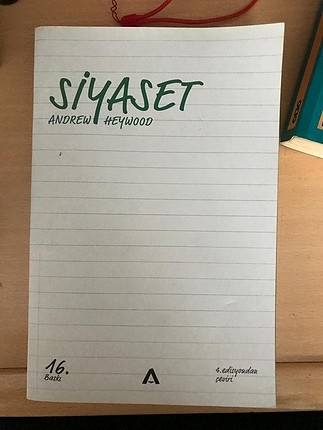 SiYASET
ANDREW HEYWOOD
16.
Baskı
4.edisyondan
çeviri